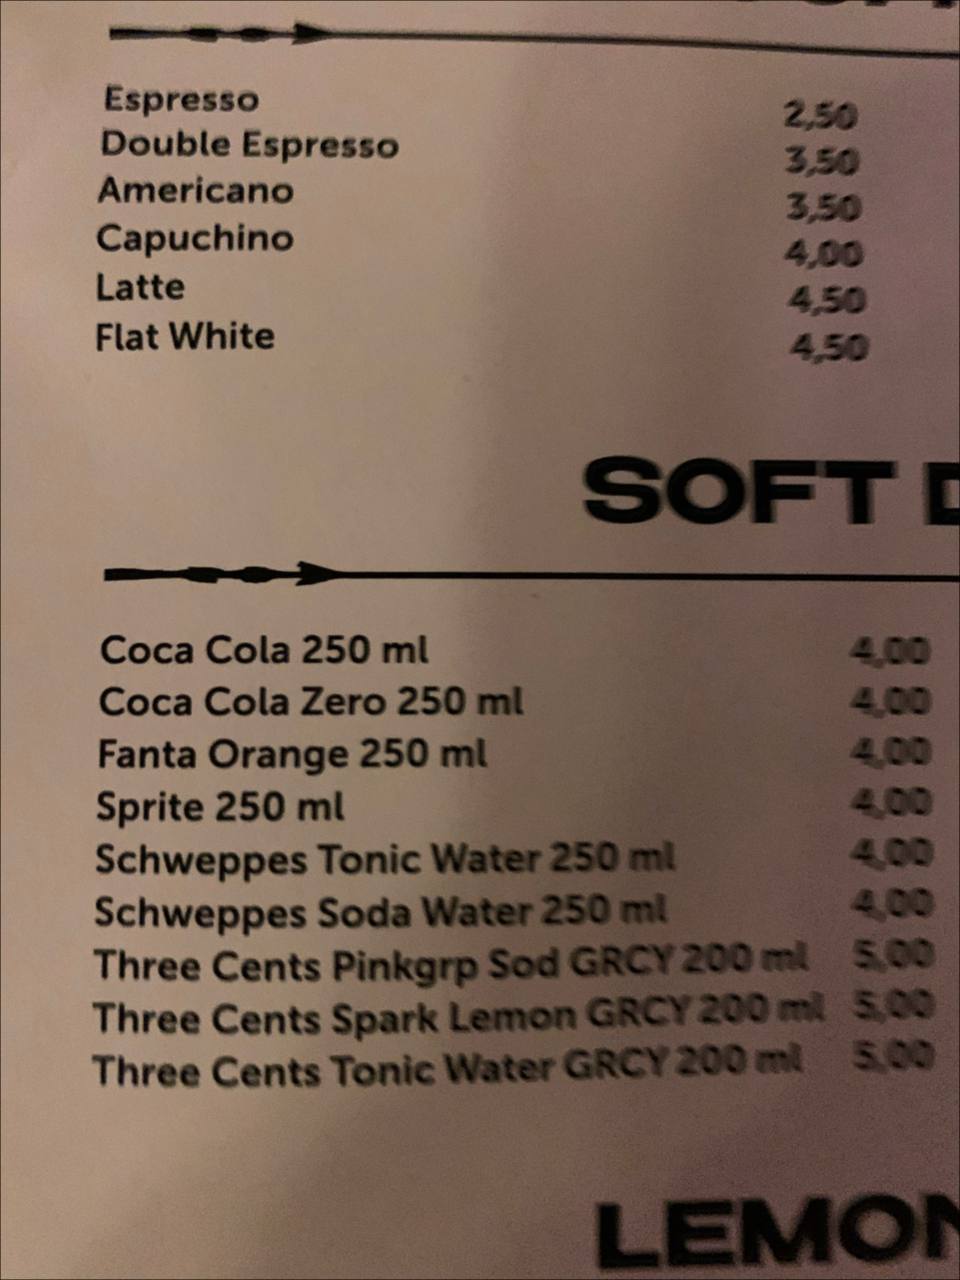 Espresso 2,50
Double Espresso 3,50
Americano 3,50
Capuchino 4,00
Latte 4,50
Flat White 4,50
SOFT
Coca Cola 250 ml 4,00
Coca Cola Zero 250 ml 4,00
Fanta Orange 250 ml 4,00
Sprite 250 ml 4,00
Schweppes Tonic Water 250 ml 4,00
Schweppes Soda Water 250 ml 4,00
Three Cents Pinkgrp Sod GRCY 200 ml 5,00
Three Cents Spark Lemon GRCY 200 ml 5,00
Three Cents Tonic Water GRCY 200 ml 5,00
LEMON